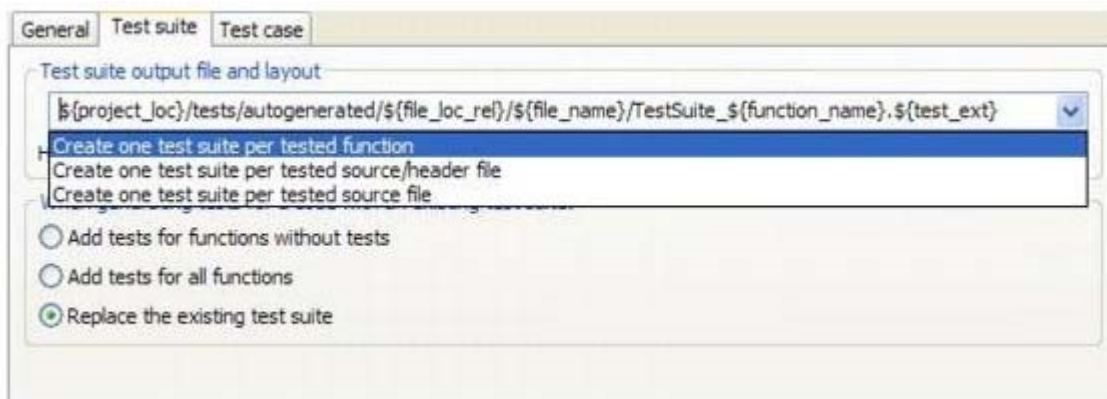 General Test suite Test case
Test suite output file and layout
${project_loc}/tests/autogenerated/${file_loc_rel}/${file_name}/TestSuite_${function_name}.${test_ext}
Create one test suite per tested function
Create one test suite per tested source/header file
Create one test suite per tested source file
Add tests for functions without tests
Add tests for all functions
Replace the existing test suite